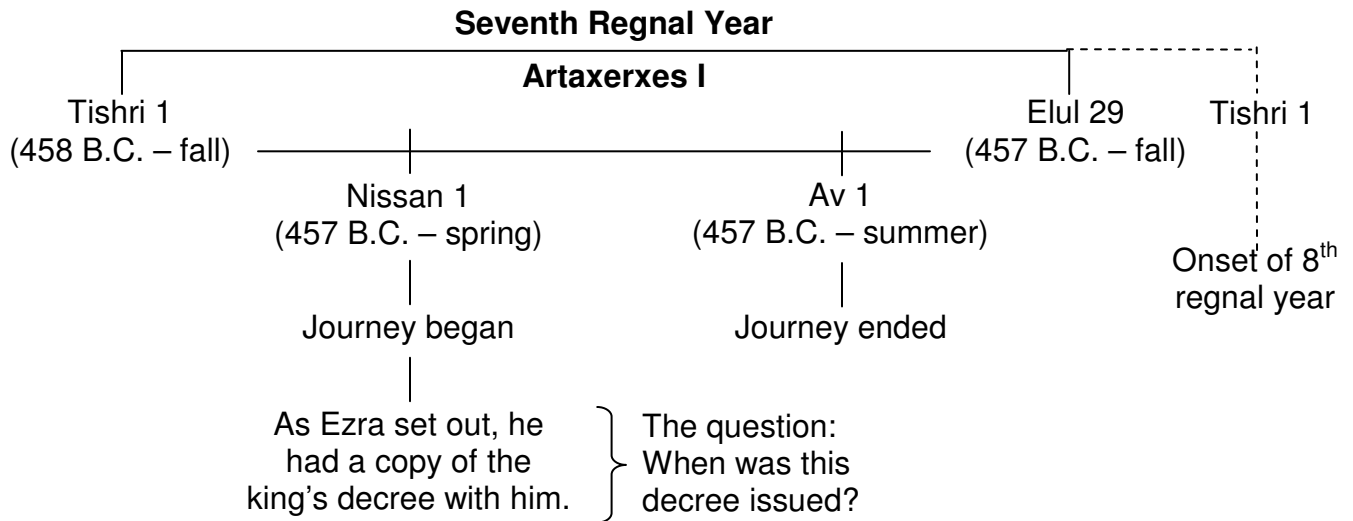 Seventh Regnal Year
Artaxerxes I
Tishri 1
(458 B.C. – fall)
Elul 29
(457 B.C. – fall)
Tishri 1
Nissan 1
(457 B.C. – spring)
Av 1
(457 B.C. – summer)
Onset of 8th
regnal year
Journey began
Journey ended
As Ezra set out, he
had a copy of the
king's decree with him.
The question:
When was this
decree issued?